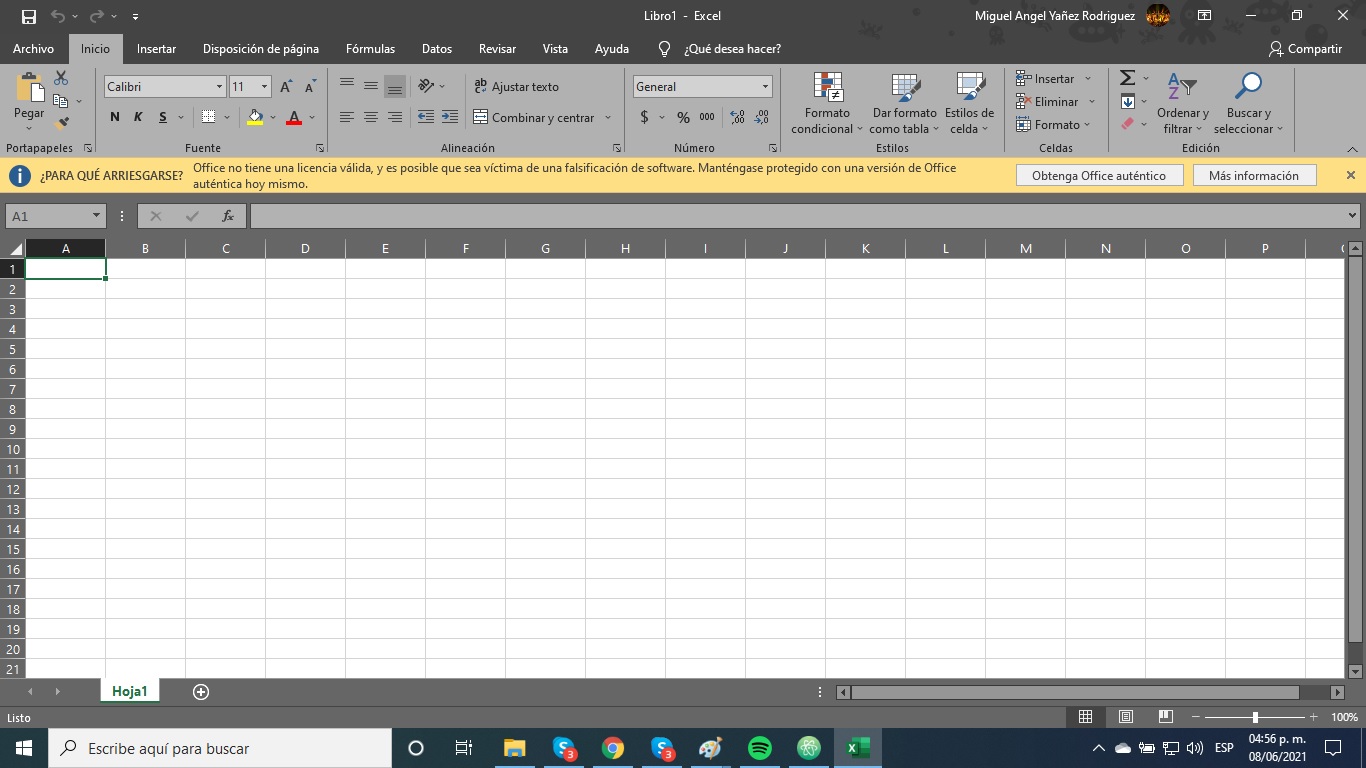 Libro1 - Excel
Miguel Angel Yañez Rodriguez
Archivo Inicio Insertar Disposición de página Fórmulas Datos Revisar Vista Ayuda ¿Qué desea hacer? Compartir
Pegar
Portapapeles
Calibri 11
N K S
A A
A
Fuente
ab Ajustar texto
Combinar y centrar
Alineación
General
$ % 000
Número
Formato condicional
Dar formato como tabla
Estilos de celda
Estilos
Insertar
Eliminar
Formato
Celdas
Σ
Ordenar y filtrar
Buscar y seleccionar
Edición
¿PARA QUÉ ARRIESGARSE? Office no tiene una licencia válida, y es posible que sea víctima de una falsificación de software. Manténgase protegido con una versión de Office
auténtica hoy mismo.
Obtenga Office auténtico Más información
A1 fx
A B C D E F G H I J K L M N O P
1
2
3
4
5
6
7
8
9
10
11
12
13
14
15
16
17
18
19
20
21
Hoja1
Listo 100%
Escribe aquí para buscar
3
3
ESP
04:56 p. m.
08/06/2021